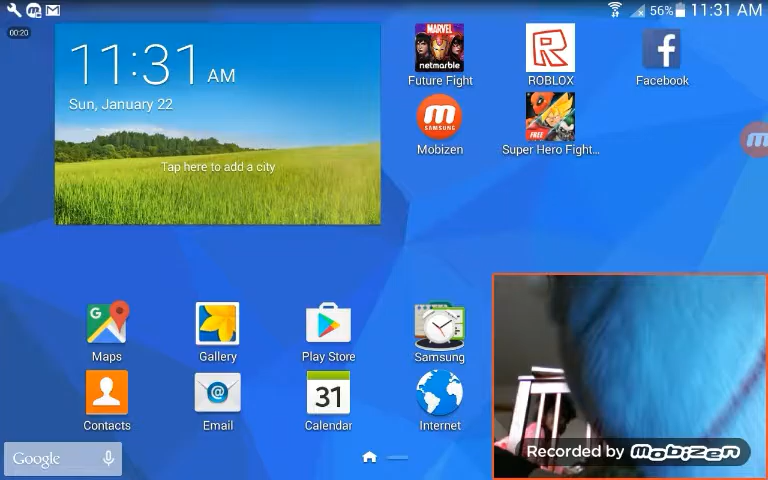 56% 11:31 AM
00:20
11:31 AM
Sun, January 22
Tap here to add a city
MARVEL
netmarble
Future Fight
ROBLOX
Facebook
SAMSUNG
Mobizen
FREE
Super Hero Fight...
Maps
Gallery
Play Store
Samsung
Contacts
Email
31
Calendar
Internet
Google
Recorded by Mobizen